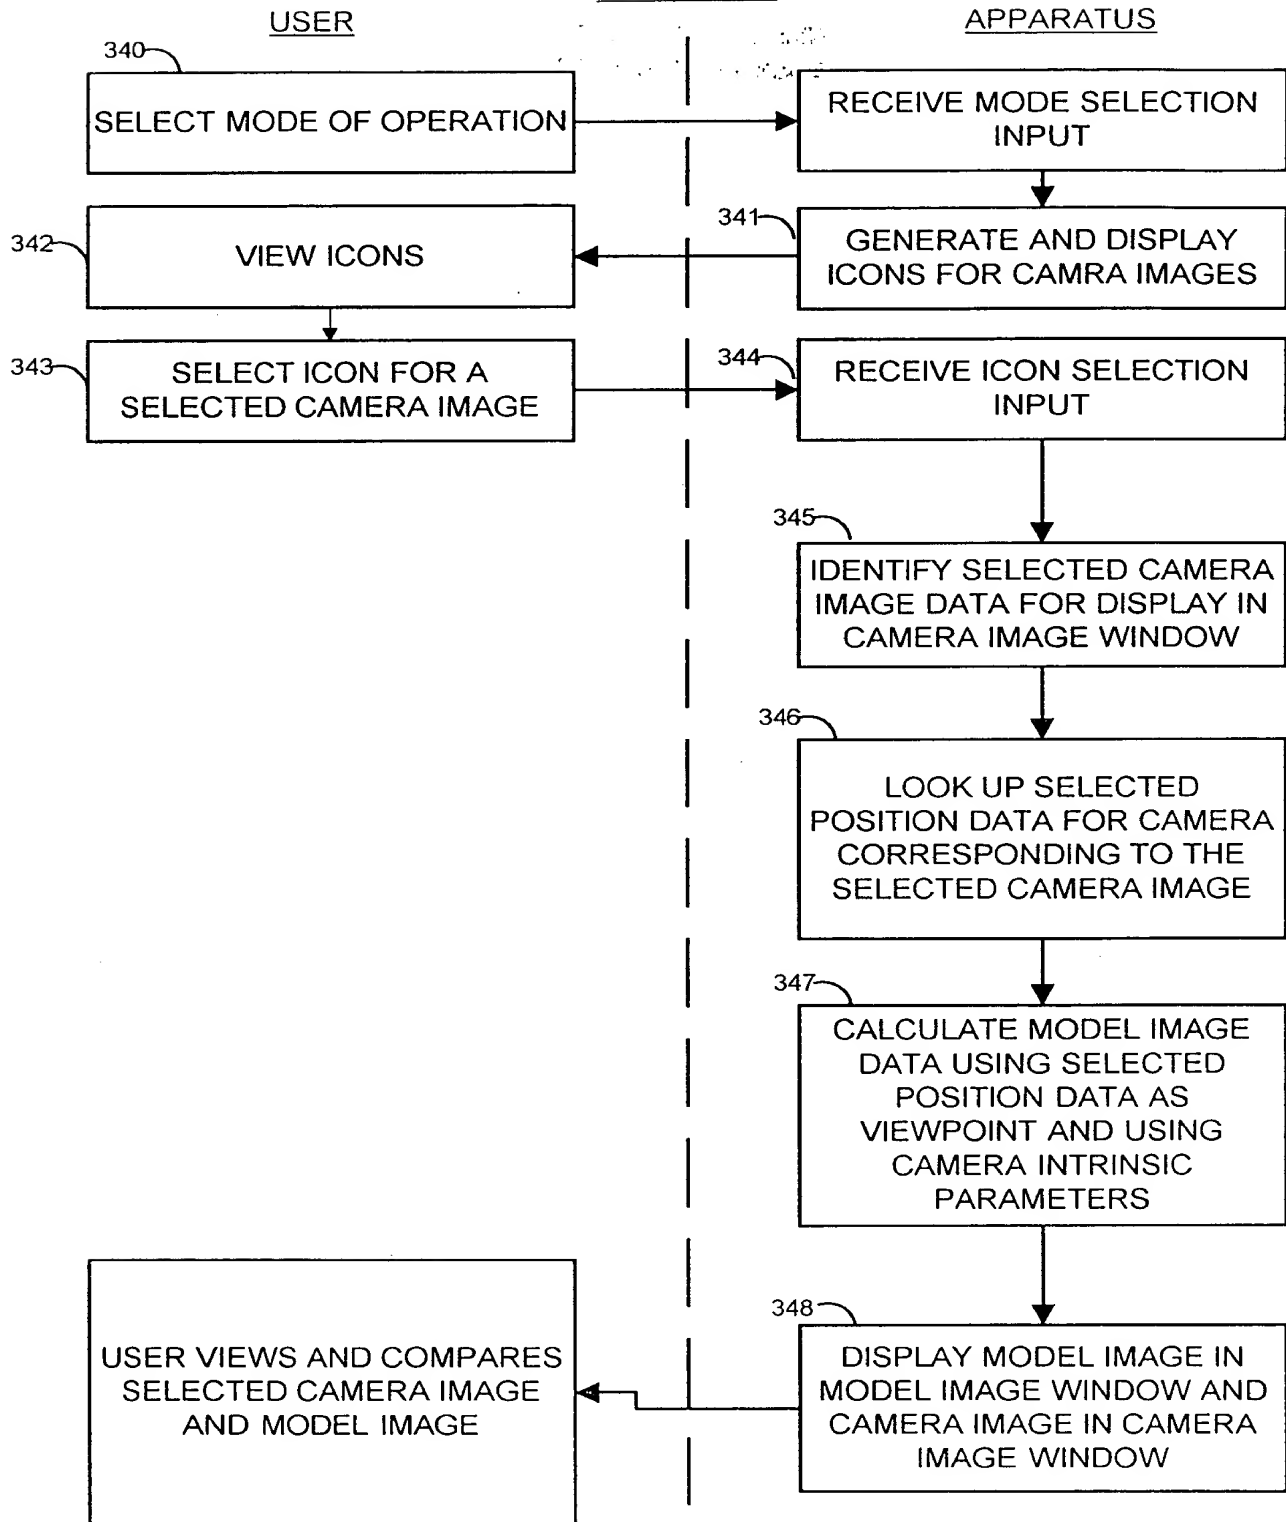 USER
APPARATUS
340
SELECT MODE OF OPERATION
RECEIVE MODE SELECTION
INPUT
341
GENERATE AND DISPLAY
ICONS FOR CAMRA IMAGES
342
VIEW ICONS
343
SELECT ICON FOR A
SELECTED CAMERA IMAGE
344
RECEIVE ICON SELECTION
INPUT
345
IDENTIFY SELECTED CAMERA
IMAGE DATA FOR DISPLAY IN
CAMERA IMAGE WINDOW
346
LOOK UP SELECTED
POSITION DATA FOR CAMERA
CORRESPONDING TO THE
SELECTED CAMERA IMAGE
347
CALCULATE MODEL IMAGE
DATA USING SELECTED
POSITION DATA AS
VIEWPOINT AND USING
CAMERA INTRINSIC
PARAMETERS
348
DISPLAY MODEL IMAGE IN
MODEL IMAGE WINDOW AND
CAMERA IMAGE IN CAMERA
IMAGE WINDOW
USER VIEWS AND COMPARES
SELECTED CAMERA IMAGE
AND MODEL IMAGE